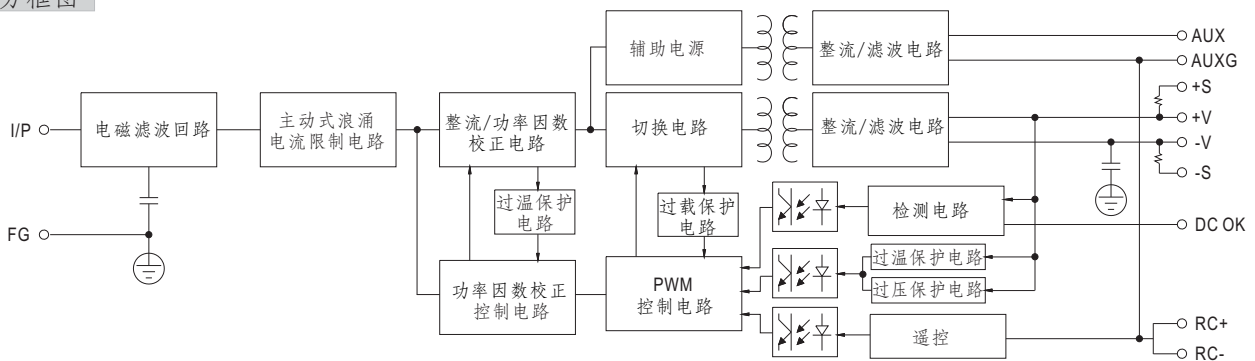 方框图
辅助电源
整流/滤波电路
AUX
AUXG
+S
I/P
电磁滤波回路
主动式浪涌
电流限制电路
整流/功率因数
校正电路
切换电路
整流/滤波电路
+V
-V
-S
过温保护
电路
过载保护
电路
检测电路
DC OK
FG
功率因数校正
控制电路
PWM
控制电路
过温保护电路
过压保护电路
遥控
RC+
RC-